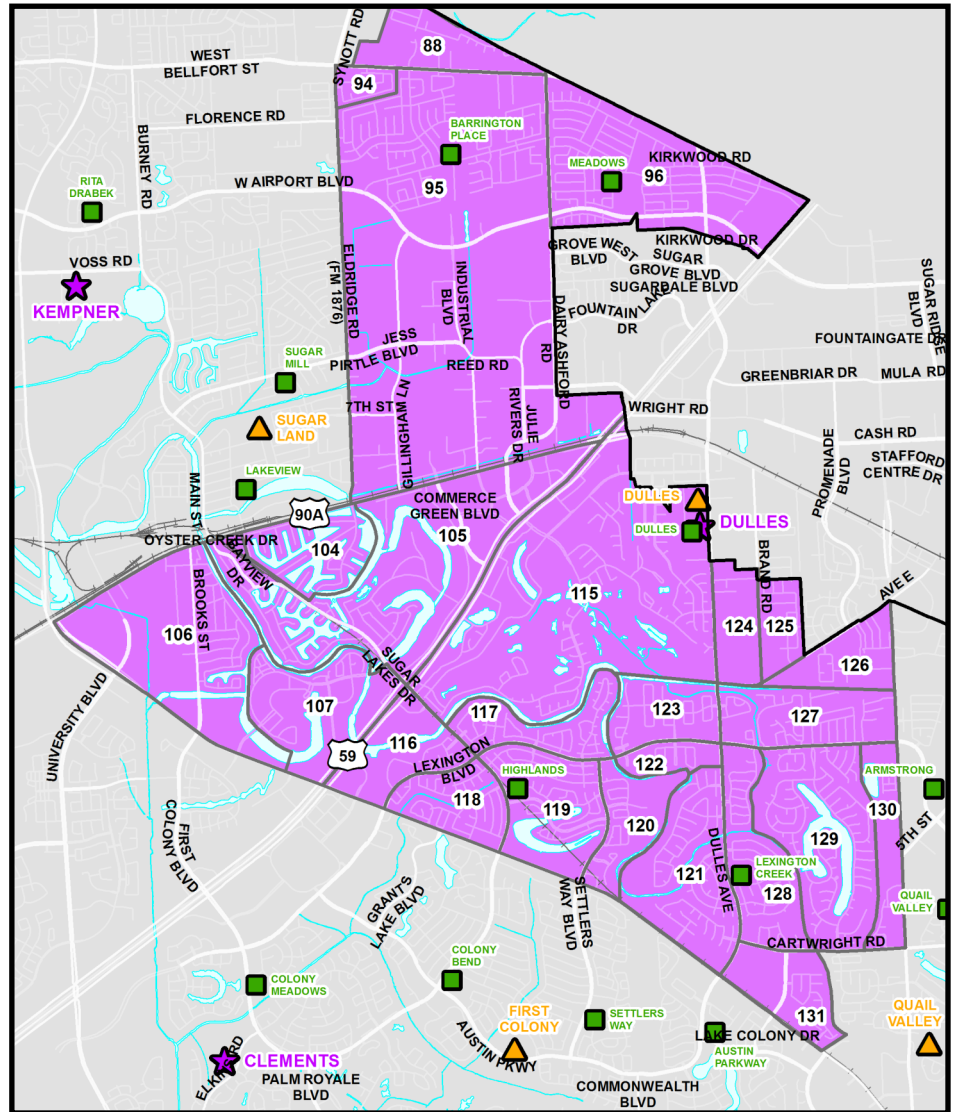 SYNOTT RD
88
WEST
BELLFORT ST
94
FLORENCE RD
BURNEY RD
BARRINGTON
PLACE
KIRKWOOD RD
MEADOWS
96
RITA
DRABEK
W AIRPORT BLVD
95
GROVE WEST
BLVD
KIRKWOOD DR
SUGAR
GROVE BLVD
SUGARDALE BLVD
VOSS RD
KEMPNER
ELDRIDGE RD
(FM 1876)
INDUSTRIAL
BLVD
DAIRY ASHFORD
RD
FOUNTAIN
LAKE
DR
SUGAR RIDGE
BLVD
FOUNTAINGATE DR
JESS
PIRTLE BLVD
SUGAR
MILL
REED RD
GREENBRIAR DR
MULA RD
7TH ST
GILLINGHAM LN
JULIE
RIVERS DR
WRIGHT RD
SUGAR
LAND
CASH RD
STAFFORD
CENTRE DR
PROMENADE
BLVD
LAKEVIEW
MAIN ST
90A
COMMERCE
GREEN BLVD
DULLES
DULLES
DULLES
OYSTER CREEK DR
104
105
BAYVIEW
DR
BROOKS ST
115
BRAND RD
AVE E
106
124
125
126
SUGAR
LAKES DR
107
117
123
127
UNIVERSITY BLVD
59
116
LEXINGTON
BLVD
122
HIGHLANDS
ARMSTRONG
118
119
120
130
129
5TH ST
FIRST
COLONY BLVD
DULLES AVE
121
LEXINGTON
CREEK
128
QUAIL
VALLEY
GRANTS
LAKE BLVD
SETTLERS
WAY BLVD
CARTWRIGHT RD
COLONY
BEND
COLONY
MEADOWS
131
FIRST
COLONY
SETTLERS
WAY
QUAIL
VALLEY
LAKE COLONY DR
AUSTIN
PARKWAY
AUSTIN PKWY
CLEMENTS
PALM ROYALE
BLVD
COMMONWEALTH
BLVD